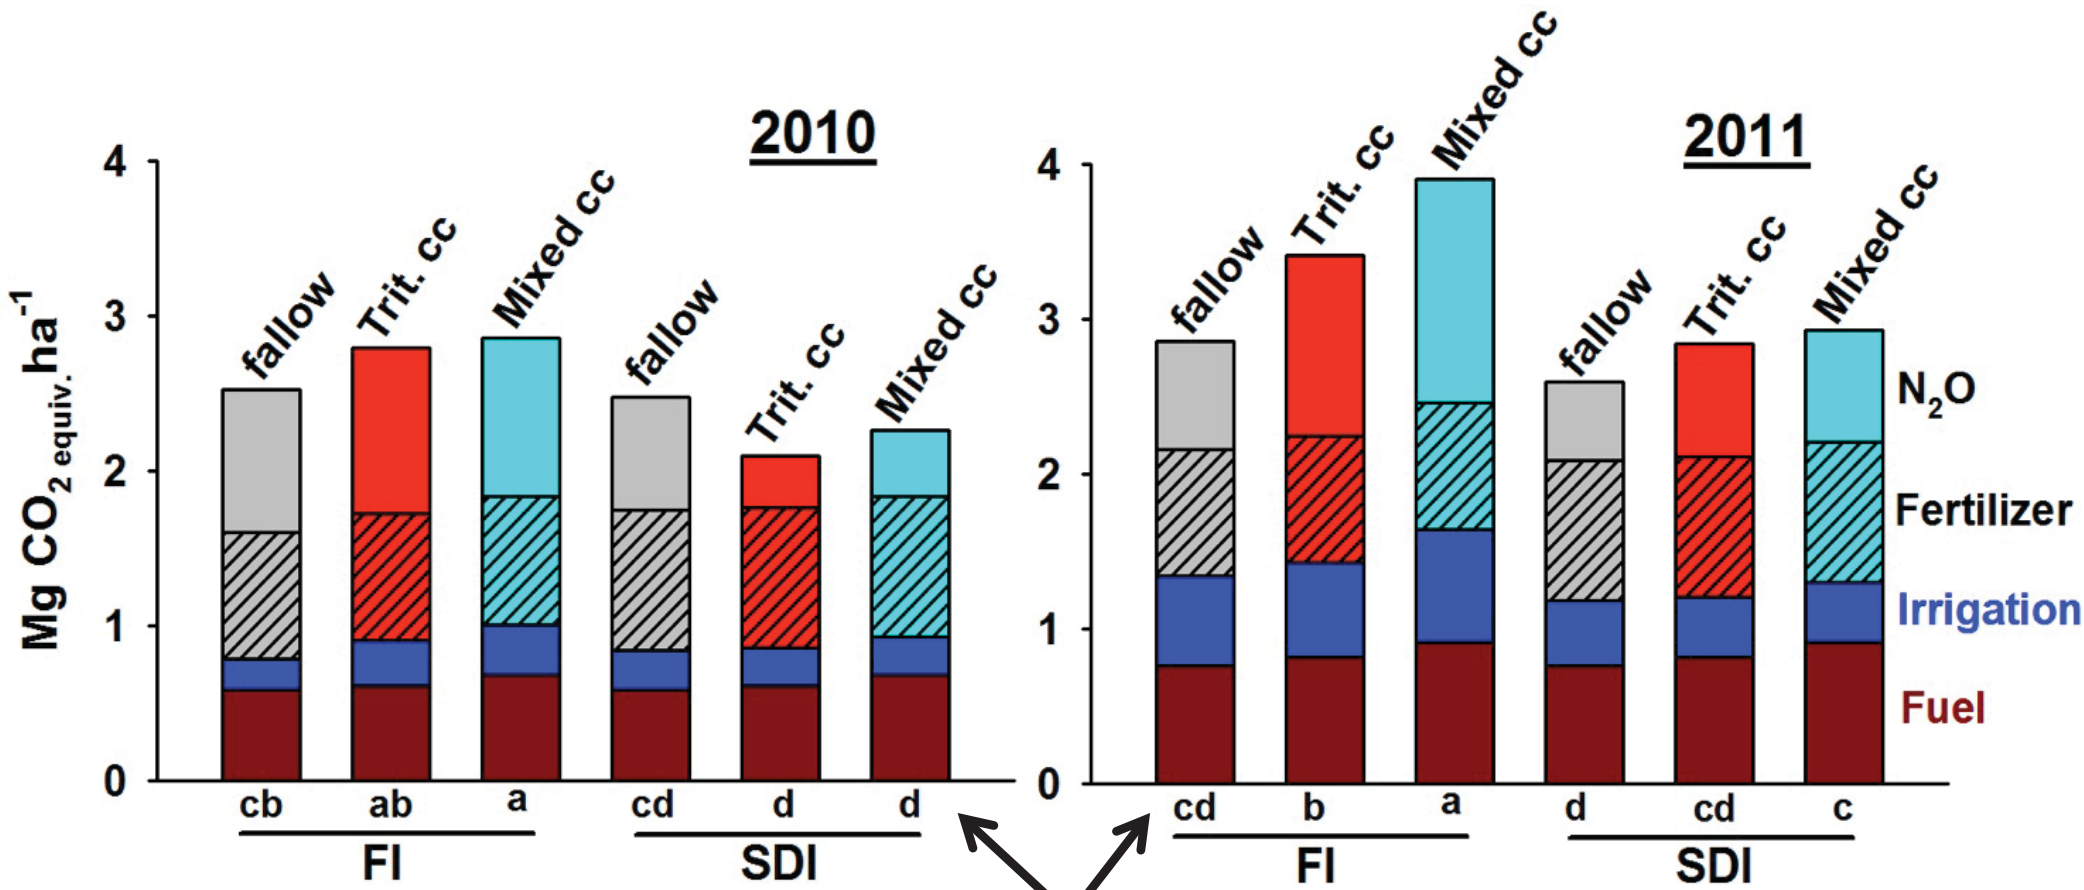 2010
4
3
2
1
0
Mg CO2 equiv. ha-1
fallow
Trit. cc
Mixed cc
fallow
Trit. cc
Mixed cc
cb ab a cd d d
FI SDI
2011
4
3
2
1
0
fallow
Trit. cc
Mixed cc
fallow
Trit. cc
Mixed cc
N2O
Fertilizer
Irrigation
Fuel
cd b a d cd c
FI SDI